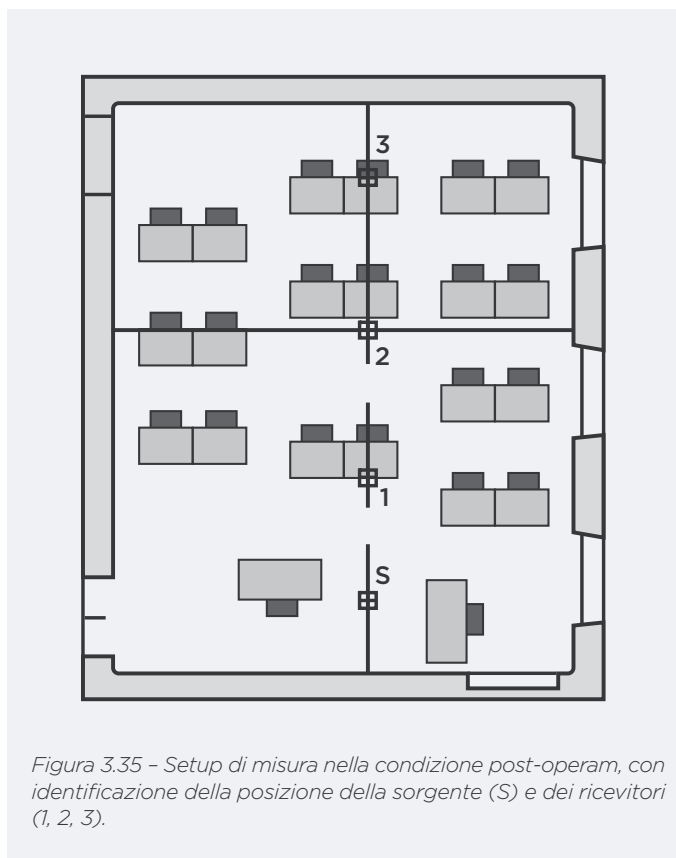 3
2
1
S
Figura 3.35 – Setup di misura nella condizione post-operam, con
identificazione della posizione della sorgente (S) e dei ricevitori
(1, 2, 3).